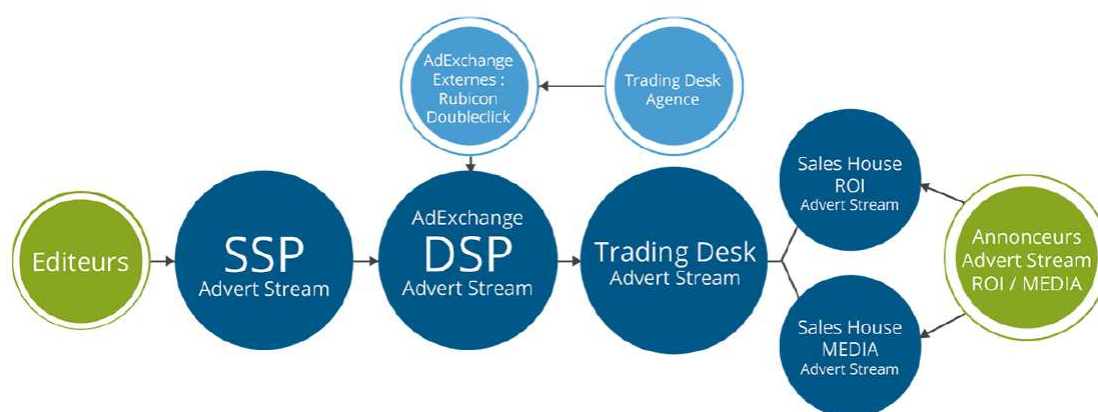 AdExchange
Externes :
Rubicon
Doubleclick
Trading Desk
Agence
Editeurs
SSP
Advert Stream
AdExchange
DSP
Advert Stream
Trading Desk
Advert Stream
Sales House
ROI
Advert Stream
Sales House
MEDIA
Advert Stream
Annonceurs
Advert Stream
ROI / MEDIA